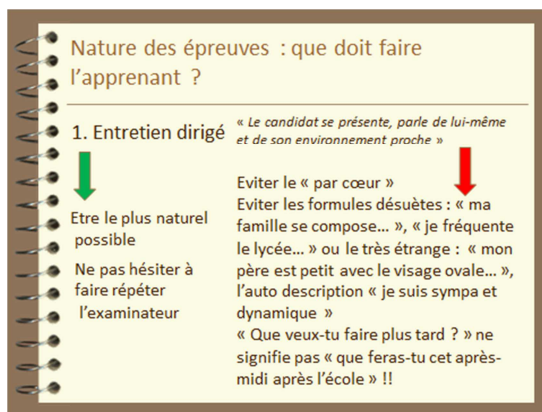 Nature des épreuves : que doit faire
l’apprenant ?
1. Entretien dirigé
Etre le plus naturel
possible
Ne pas hésiter à
faire répéter
l’examinateur
« Le candidat se présente, parle de lui-même
et de son environnement proche »
Eviter le « par cœur »
Eviter les formules désuètes : « ma
famille se compose… », « je fréquente
le lycée… » ou le très étrange : « mon
père est petit avec le visage ovale… »,
l’auto description « je suis sympa et
dynamique »
« Que veux-tu faire plus tard ? » ne
signifie pas « que feras-tu cet après-
midi après l’école » !!